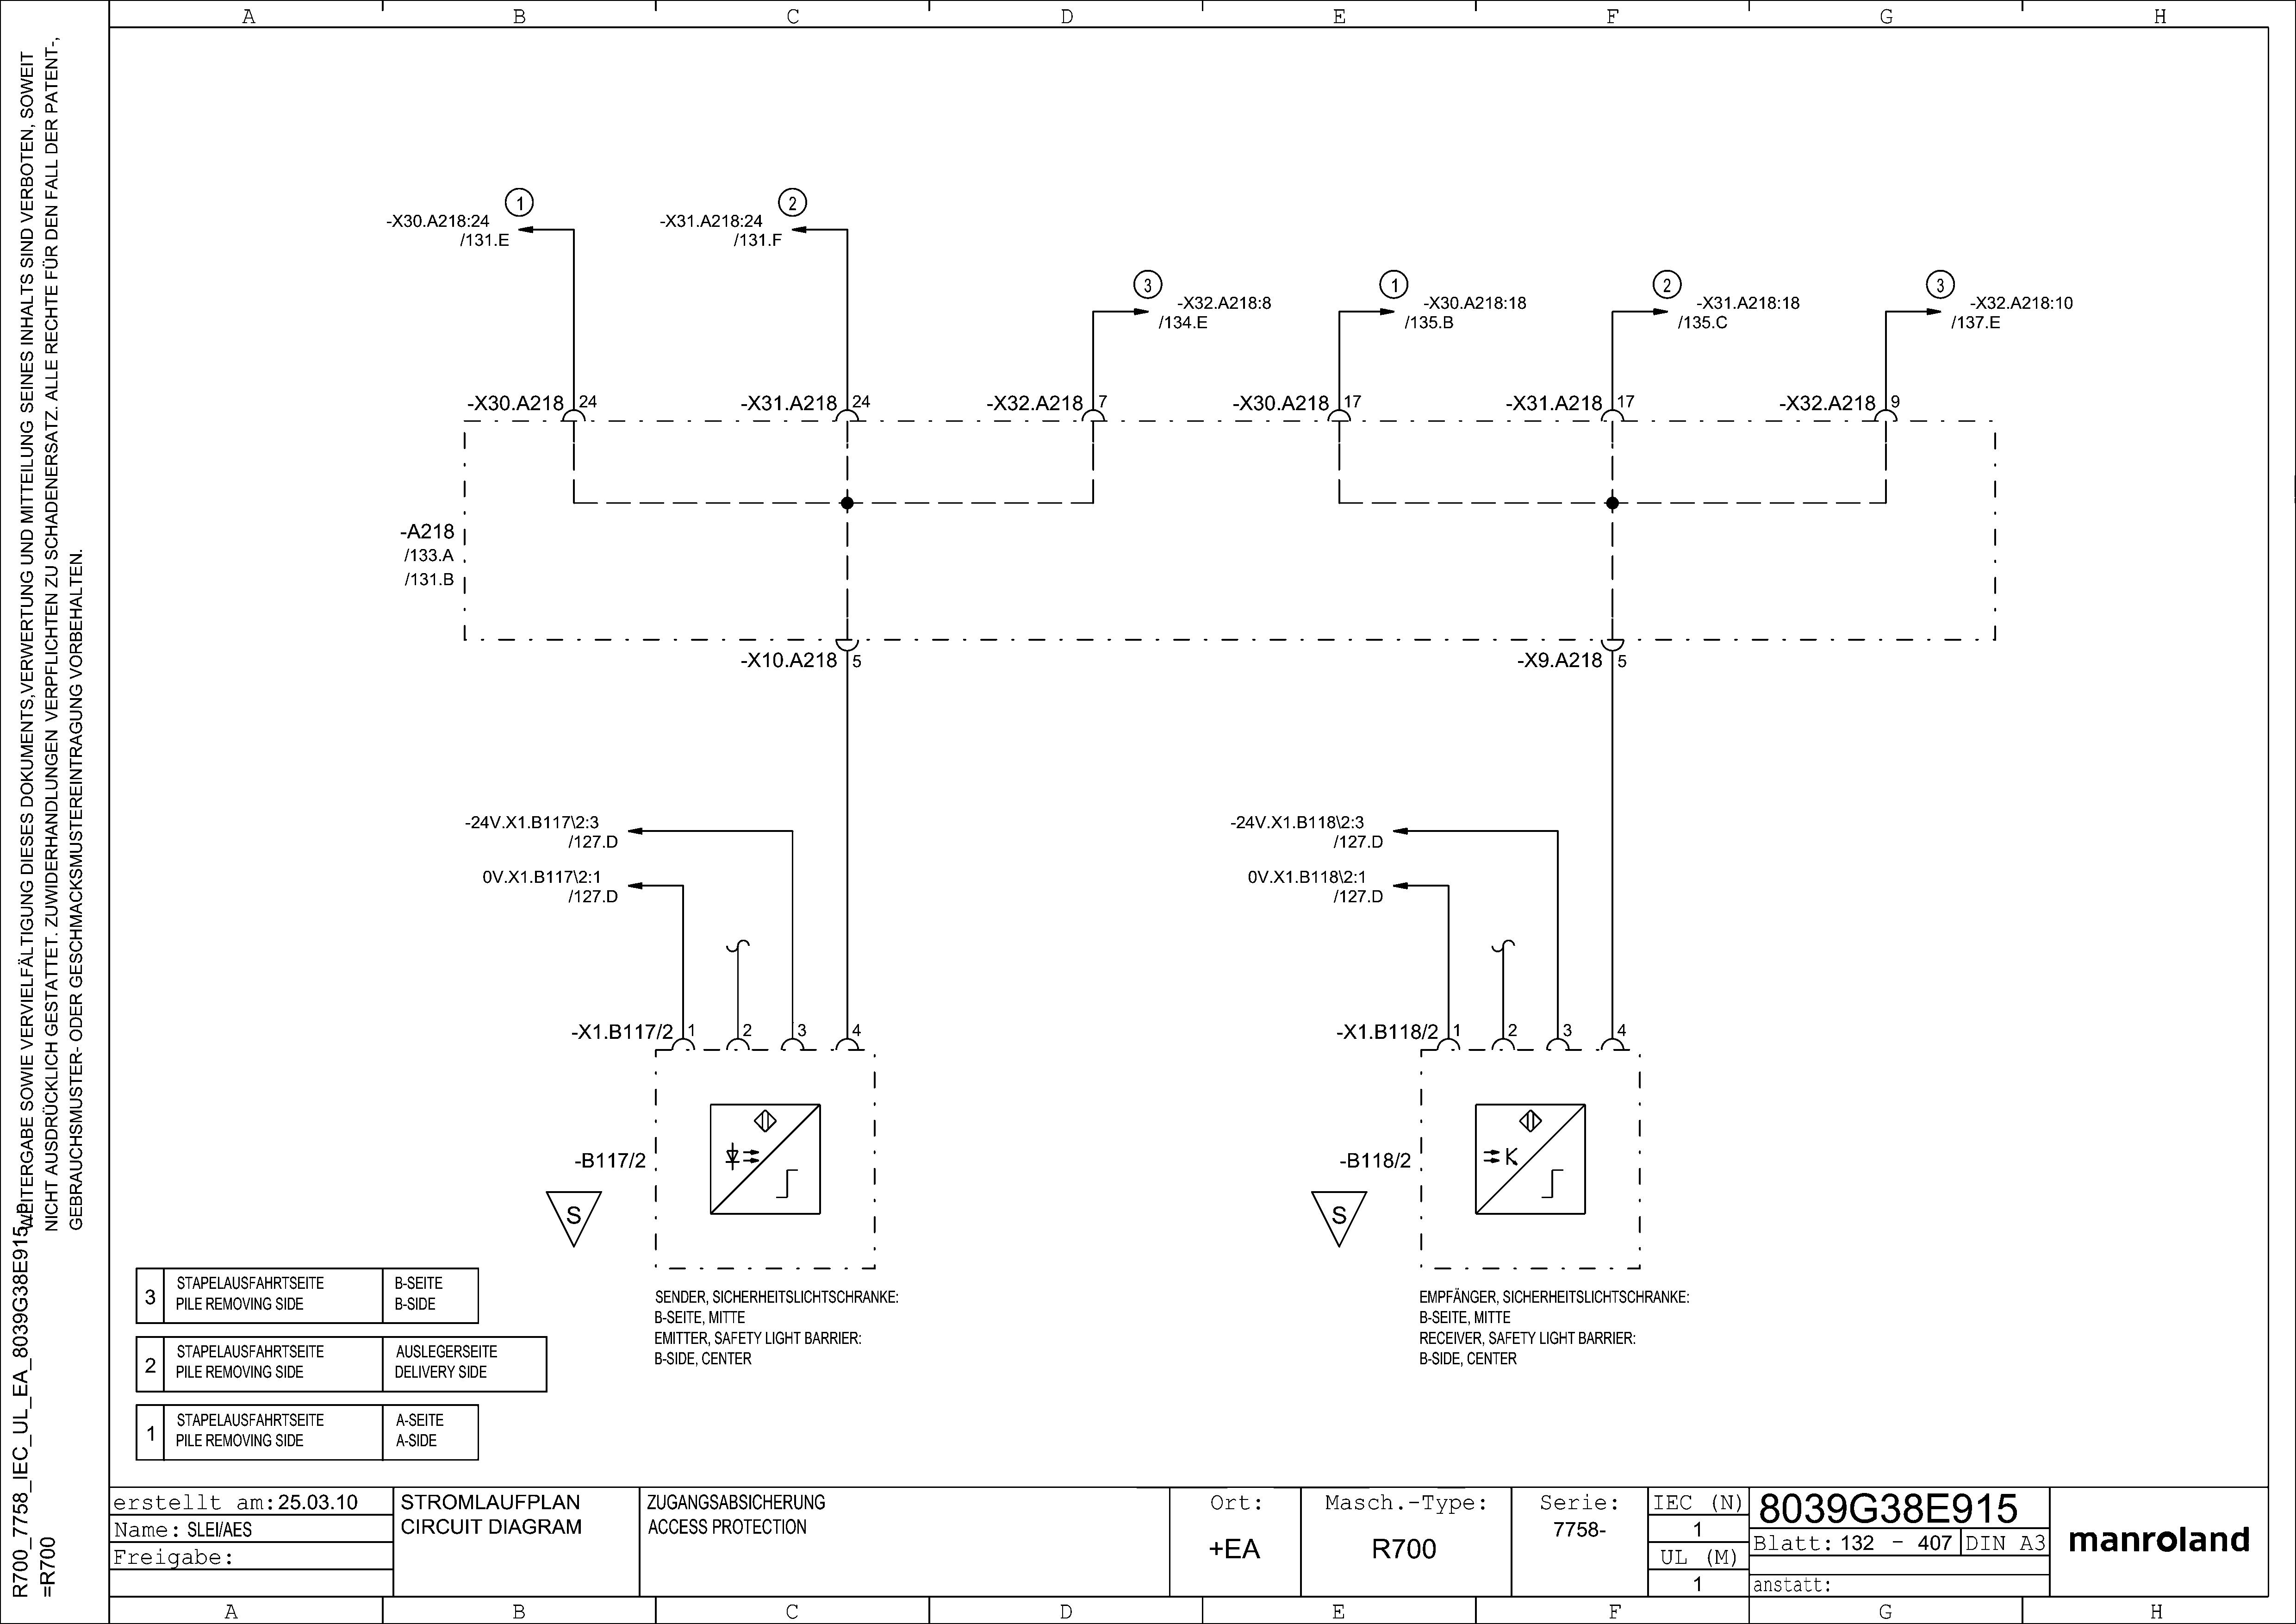 A B C D E F G H
WEITERGABE SOWIE VERVIELFÄLTIGUNG DIESES DOKUMENTS,VERWERTUNG UND MITTEILUNG SEINES INHALTS SIND VERBOTEN, SOWEIT
NICHT AUSDRÜCKLICH GESTATTET. ZUWIDERHANDLUNGEN VERPFLICHTEN ZU SCHADENERSATZ. ALLE RECHTE FÜR DEN FALL DER PATENT-,
GEBRAUCHSMUSTER- ODER GESCHMACKSMUSTEREINTRAGUNG VORBEHALTEN.
R700_7758_IEC_UL_EA_8039G38E915_0
=R700
1
-X30.A218:24
/131.E
2
-X31.A218:24
/131.F
3
-X32.A218:8
/134.E
1
-X30.A218:18
/135.B
2
-X31.A218:18
/135.C
3
-X32.A218:10
/137.E
-X30.A218 24
-X31.A218 24
-X32.A218 7
-X30.A218 17
-X31.A218 17
-X32.A218 9
-A218
/133.A
/131.B
-X10.A218 5
-X9.A218 5
-24V.X1.B117\2:3
/127.D
0V.X1.B117\2:1
/127.D
-24V.X1.B118\2:3
/127.D
0V.X1.B118\2:1
/127.D
-X1.B117/2 1 2 3 4
-X1.B118/2 1 2 3 4
-B117/2
S
-B118/2
S
SENDER, SICHERHEITSLICHTSCHRANKE:
B-SEITE, MITTE
EMITTER, SAFETY LIGHT BARRIER:
B-SIDE, CENTER
EMPFÄNGER, SICHERHEITSLICHTSCHRANKE:
B-SEITE, MITTE
RECEIVER, SAFETY LIGHT BARRIER:
B-SIDE, CENTER
3 STAPELAUSFAHRTSEITE B-SEITE
PILE REMOVING SIDE B-SIDE
2 STAPELAUSFAHRTSEITE AUSLEGERSEITE
PILE REMOVING SIDE DELIVERY SIDE
1 STAPELAUSFAHRTSEITE A-SEITE
PILE REMOVING SIDE A-SIDE
erstellt am: 25.03.10
Name: SLEI/AES
Freigabe:
STROMLAUFPLAN
CIRCUIT DIAGRAM
ZUGANGSABSICHERUNG
ACCESS PROTECTION
Ort:
+EA
Masch.-Type:
R700
Serie:
7758-
IEC (N)
1
UL (M)
1
8039G38E915
Blatt: 132 - 407 DIN A3
anstatt:
manroland
A B C D E F G H